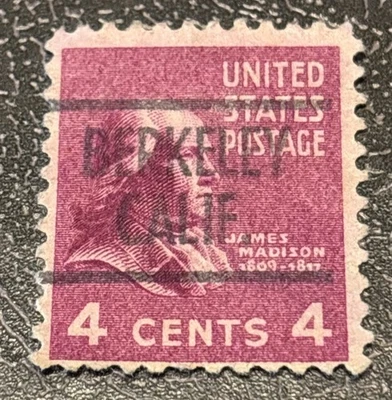 UNITED
STATES
POSTAGE
BERKELEY
CALIF.
JAMES
MADISON
1809-1817
4 CENTS 4